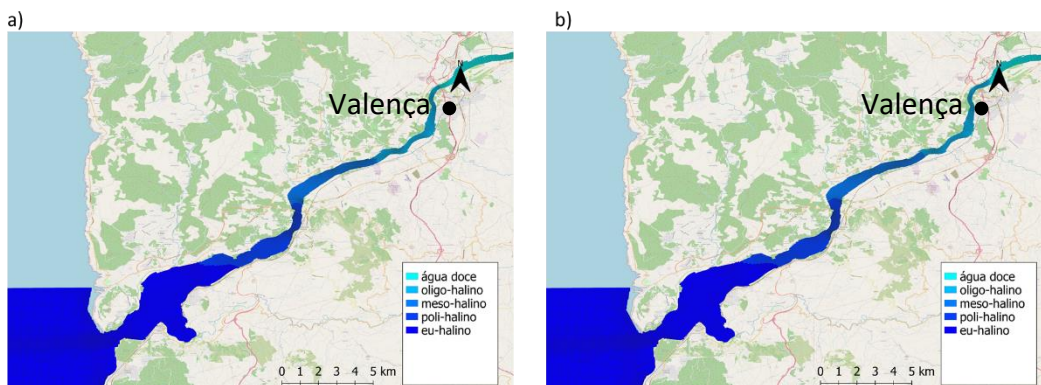 a)
N
Valença
água doce
oligo-halino
meso-halino
poli-halino
eu-halino
0 1 2 3 4 5 km
b)
N
Valença
água doce
oligo-halino
meso-halino
poli-halino
eu-halino
0 1 2 3 4 5 km